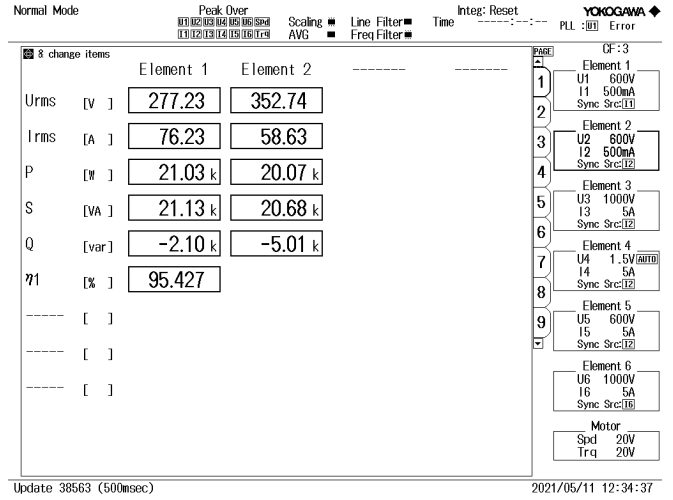 Normal Mode Peak Over Scaling Line Filter Time ----:--:-- Integ: Reset YOKOGAWA
U1 U2 U3 U4 U5 U6 Spd AVG Freq Filter PLL :U1 Error
I1 I2 I3 I4 I5 I6 Trq
8 change items PAGE CF:3
Element 1 Element 2 ------- -------
Urms [V ] 277.23 352.74
Irms [A ] 76.23 58.63
P [W ] 21.03 k 20.07 k
S [VA ] 21.13 k 20.68 k
Q [var] -2.10 k -5.01 k
η1 [% ] 95.427
----- [ ]
----- [ ]
----- [ ]
1
2
3
4
5
6
7
8
9
Element 1
U1 600V
I1 500mA
Sync Src:I1
Element 2
U2 600V
I2 500mA
Sync Src:I2
Element 3
U3 1000V
I3 5A
Sync Src:I2
Element 4
U4 1.5V AUTO
I4 5A
Sync Src:I2
Element 5
U5 600V
I5 5A
Sync Src:I2
Element 6
U6 1000V
I6 5A
Sync Src:I6
Motor
Spd 20V
Trq 20V
Update 38563 (500msec) 2021/05/11 12:34:37